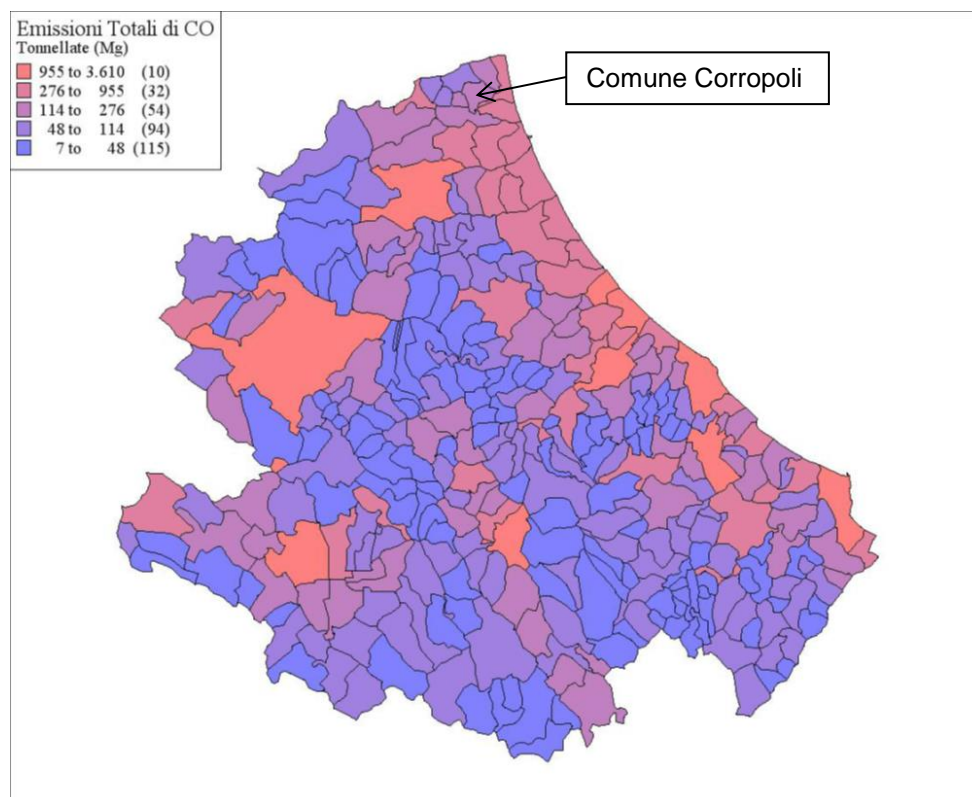 Emissioni Totali di CO
Tonnellate (Mg)
955 to 3.610 (10)
276 to 955 (32)
114 to 276 (54)
48 to 114 (94)
7 to 48 (115)
Comune Corropoli